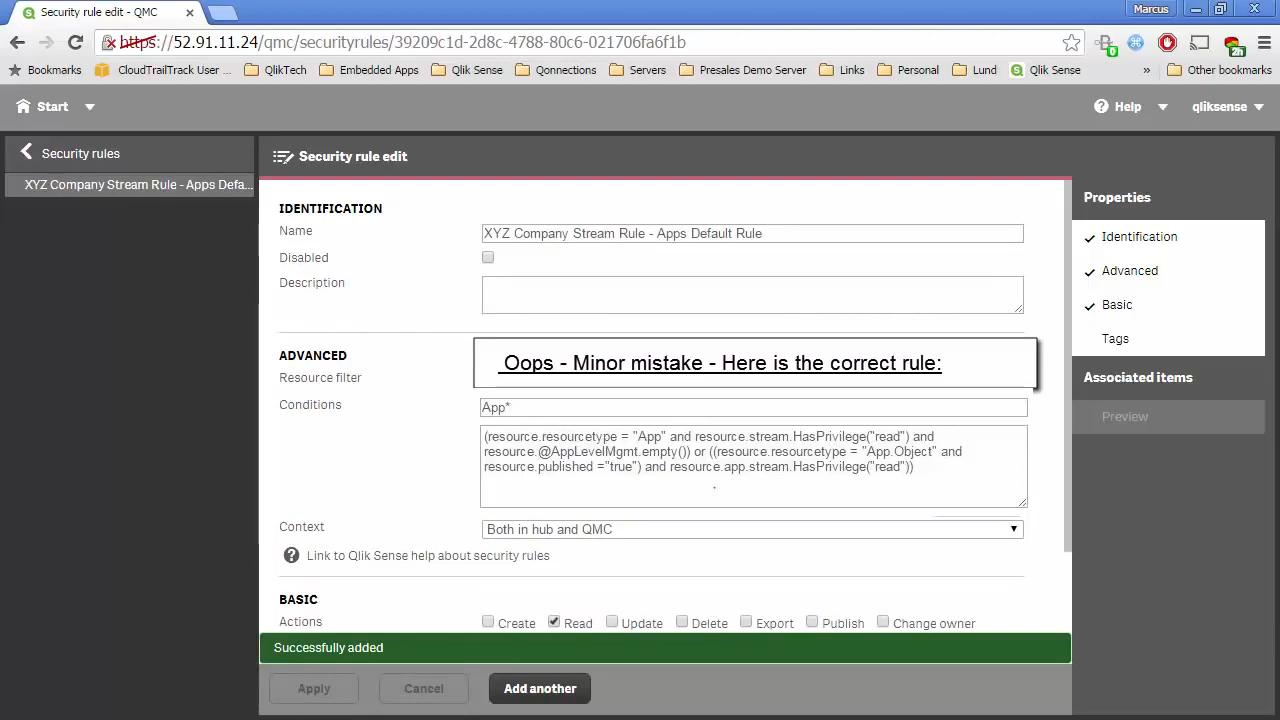 Security rule edit - QMC
Marcus
https://52.91.11.24/qmc/securityrules/39209c1d-2d8c-4788-80c6-021706fa6f1b
0
2h
Bookmarks
CloudTrailTrack User ...
QlikTech
Embedded Apps
Qlik Sense
Qonnections
Servers
Presales Demo Server
Links
Personal
Lund
Qlik Sense
»
Other bookmarks
Start
Help
qliksense
Security rules
XYZ Company Stream Rule - Apps Defa...
Security rule edit
IDENTIFICATION
Name
XYZ Company Stream Rule - Apps Default Rule
Disabled
Description
ADVANCED
Oops - Minor mistake - Here is the correct rule:
Resource filter
Conditions
App*
(resource.resourcetype = "App" and resource.stream.HasPrivilege("read") and
resource.@AppLevelMgmt.empty()) or ((resource.resourcetype = "App.Object" and
resource.published ="true") and resource.app.stream.HasPrivilege("read"))
Context
Both in hub and QMC
? Link to Qlik Sense help about security rules
BASIC
Actions
Create Read Update Delete Export Publish Change owner
Successfully added
Apply
Cancel
Add another
Properties
Identification
Advanced
Basic
Tags
Associated items
Preview